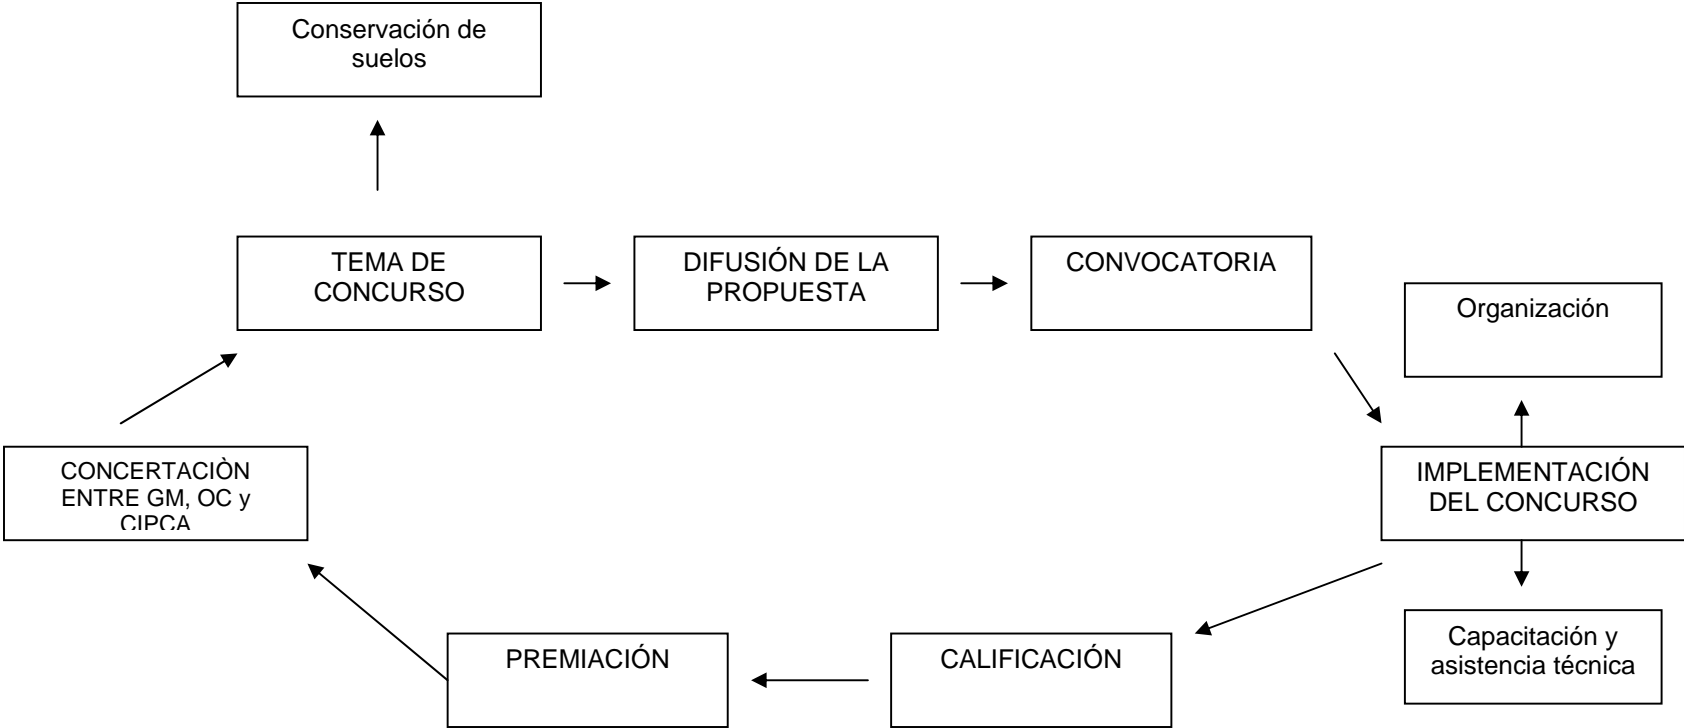 Conservación de
suelos
TEMA DE
CONCURSO
DIFUSIÓN DE LA
PROPUESTA
CONVOCATORIA
Organización
CONCERTACIÒN
ENTRE GM, OC y
CIPCA
IMPLEMENTACIÓN
DEL CONCURSO
PREMIACIÓN
CALIFICACIÓN
Capacitación y
asistencia técnica